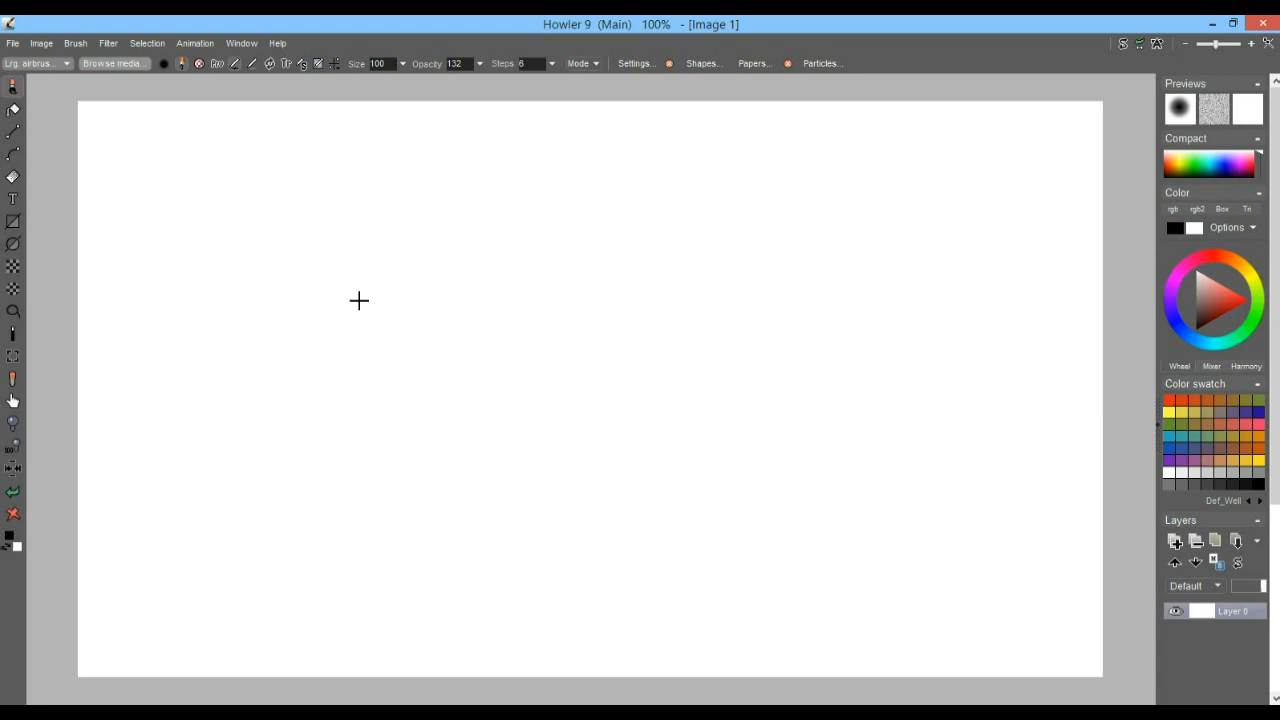 Howler 9 (Main) 100% - [Image 1]
File Image Brush Filter Selection Animation Window Help
Lrg. airbrus... Browse media... Size 100 Opacity 132 Steps 6 Mode Settings... Shapes... Papers... Particles...
Previews
Compact
Color
rgb rgb2 Box Tri
Options
Wheel Mixer Harmony
Color swatch
Def_Well
Layers
Default
Layer 0